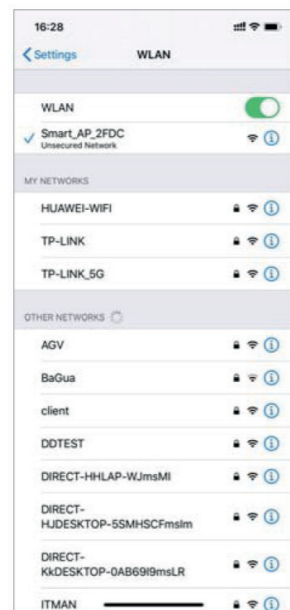 16:28
Settings
WLAN
WLAN
Smart_AP_2FDC
Unsecured Network
MY NETWORKS
HUAWEI-WIFI
TP-LINK
TP-LINK_5G
OTHER NETWORKS
AGV
BaGua
client
DDTEST
DIRECT-HHLAP-WJmsMI
DIRECT-
HJDESKTOP-5SMHSCFmsIm
DIRECT-
KkDESKTOP-0AB69I9msLR
ITMAN